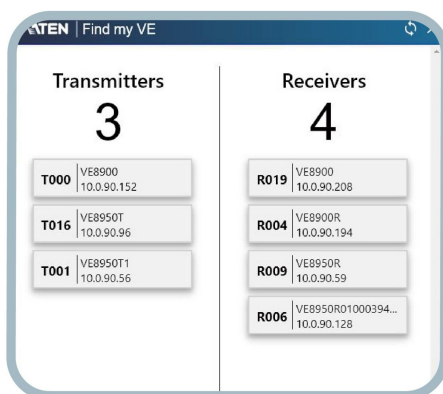 ATEN | Find my VE
Transmitters
3
T000
VE8900
10.0.90.152
T016
VE8950T
10.0.90.96
T001
VE8950T1
10.0.90.56
Receivers
4
R019
VE8900
10.0.90.208
R004
VE8900R
10.0.90.194
R009
VE8950R
10.0.90.59
R006
VE8950R01000394...
10.0.90.128